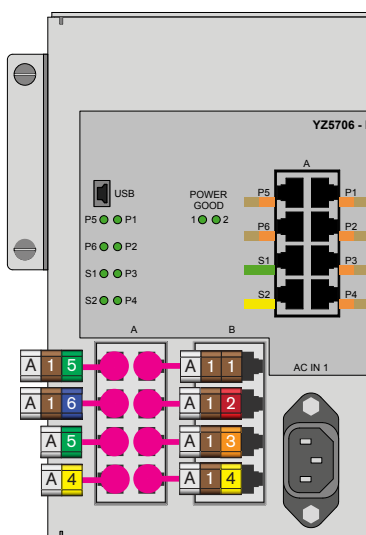 YZ5706 -
A
USB
POWER
GOOD
P5 P1
1 2
P5 P1
P6 P2
P6 P2
S1 P3
S1 P3
S2 P4
S2 P4
A B
AC IN 1
A 1 5 A 1 1
A 1 6 A 1 2
A 5 A 1 3
A 4 A 1 4